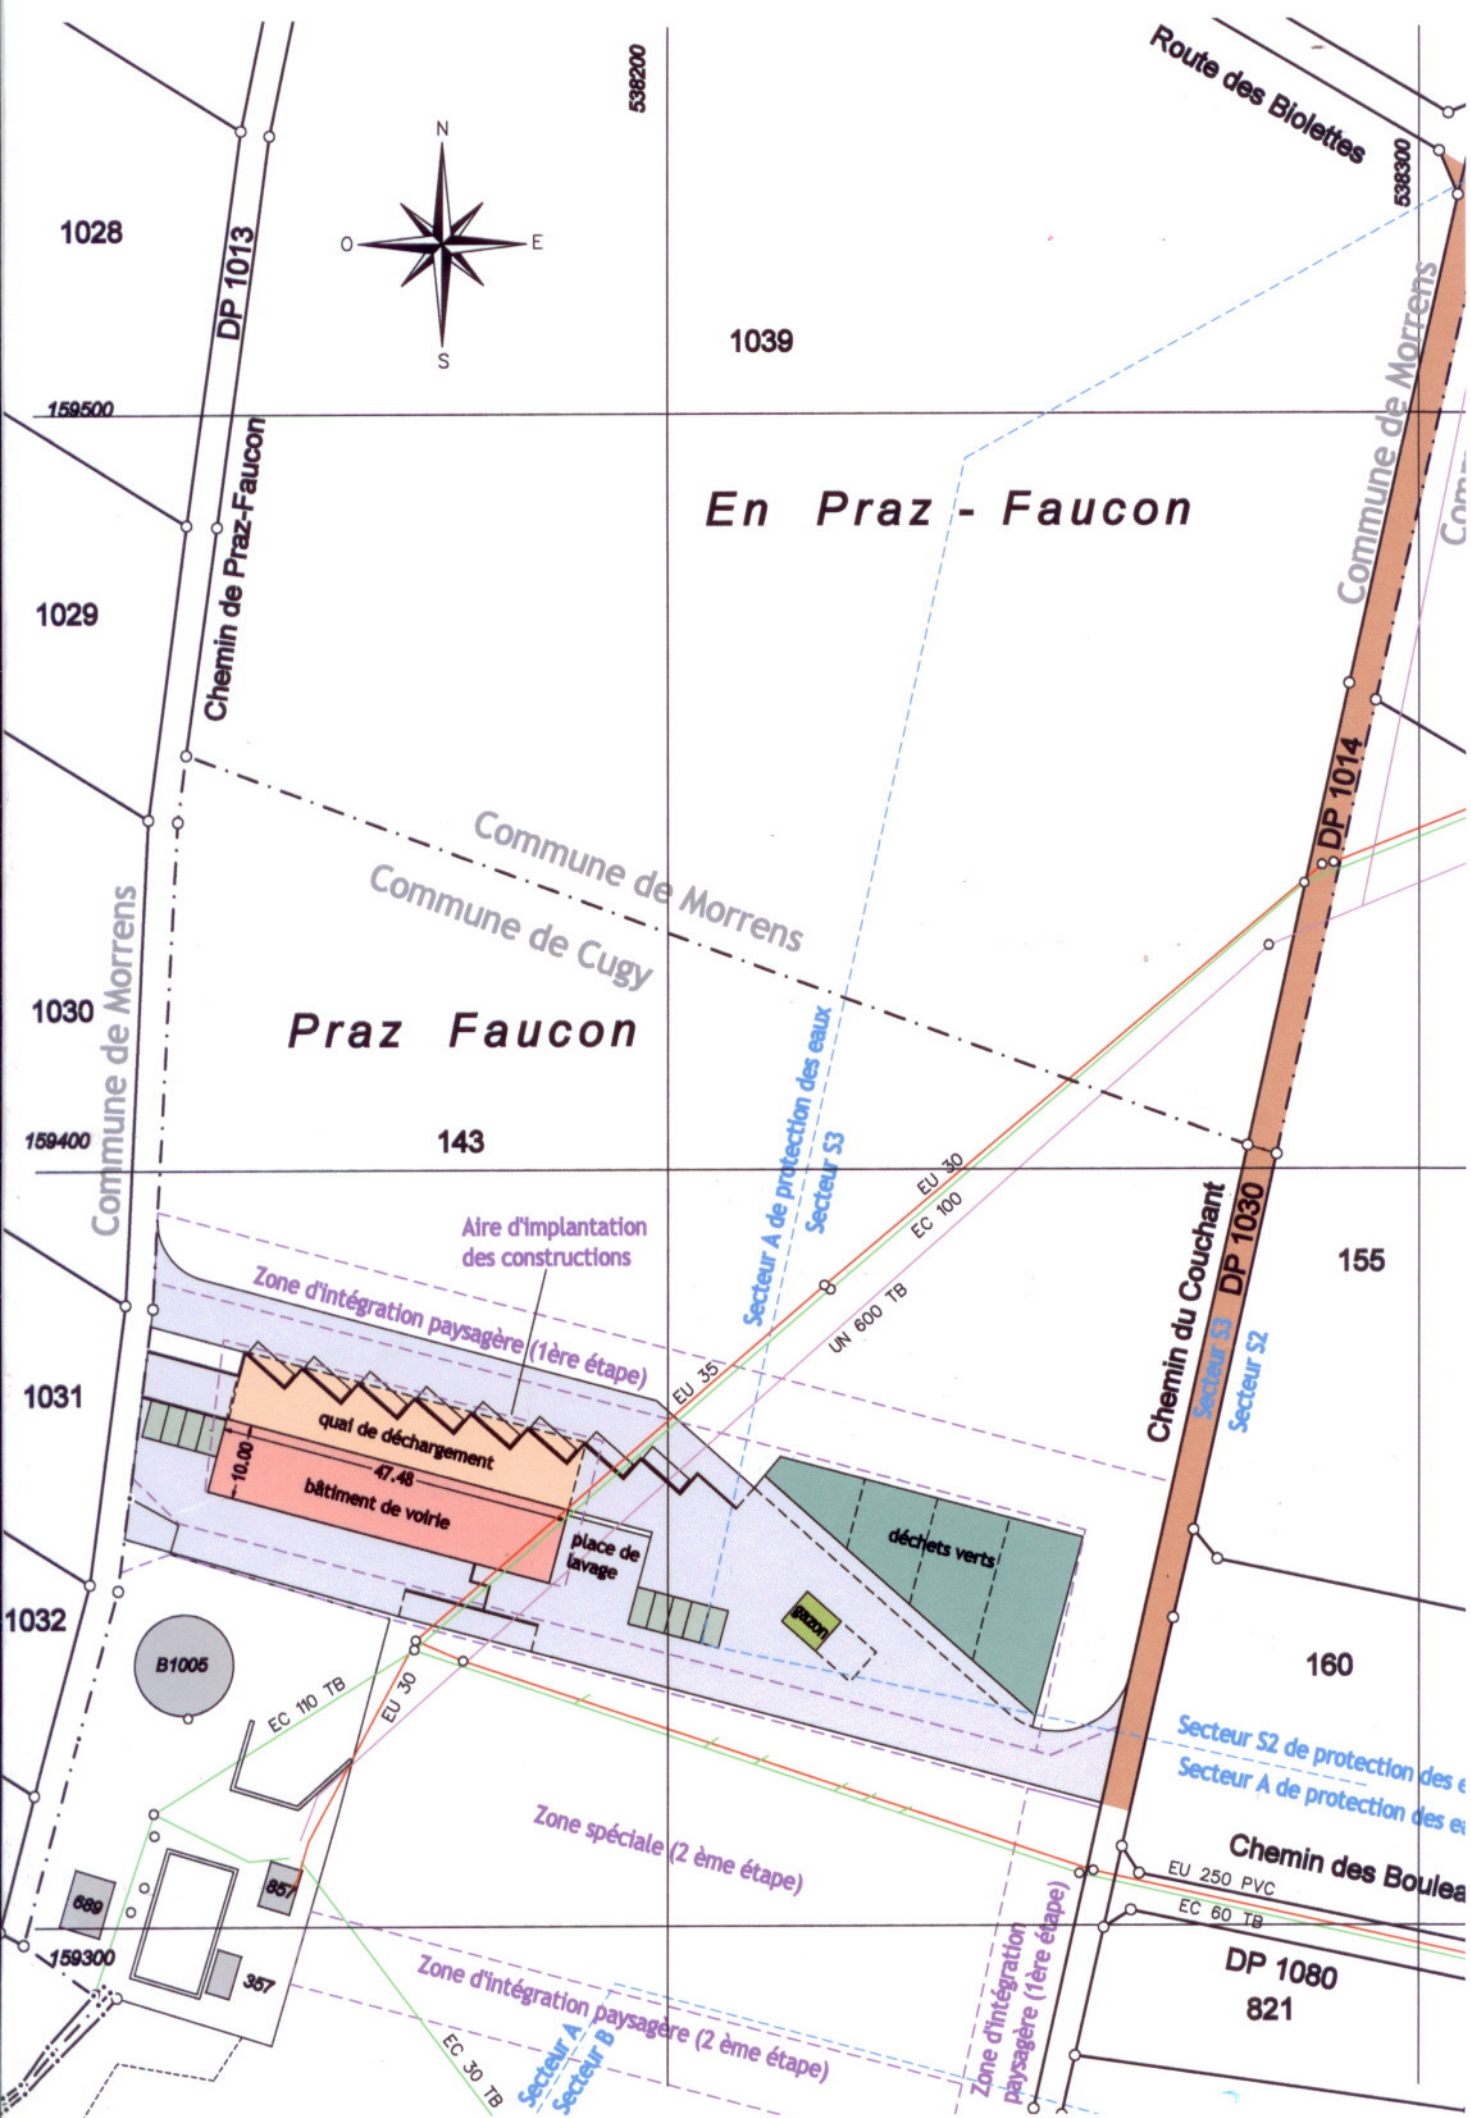 Route des Biolettes
538200
538300
N
O
E
S
1028
DP 1013
1039
Commune de Morrens
159500
Chemin de Praz-Faucon
En Praz - Faucon
1029
DP 1014
Commune de Morrens
Commune de Cugy
Commune de Morrens
1030
Praz Faucon
159400
143
Secteur A de protection des eaux
Secteur S3
EU 30
EC 100
UN 600 TB
EU 35
Chemin du Couchant
DP 1030
155
Secteur S3
Secteur S2
Aire d'implantation
des constructions
Zone d'intégration paysagère (1ère étape)
1031
quai de déchargement
47.48
10.00
bâtiment de voirie
place de
lavage
déchets verts
gazon
1032
B1005
160
EC 110 TB
EU 30
Secteur S2 de protection des e
Secteur A de protection des ea
Zone spéciale (2 ème étape)
Chemin des Boulea
EU 250 PVC
EC 60 TB
689
857
159300
357
DP 1080
821
Zone d'intégration paysagère (2 ème étape)
Zone d'intégration
paysagère (1ère étape)
EC 30 TB
Secteur A
Secteur B